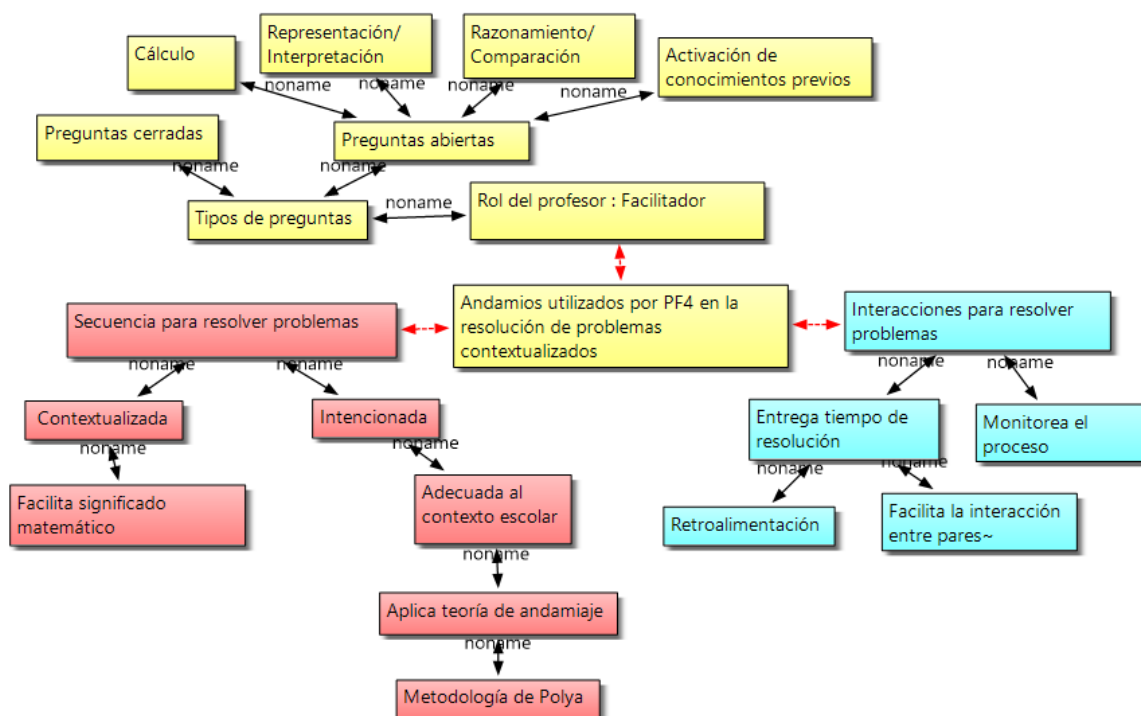 Representación/
Interpretación
Razonamiento/
Comparación
Cálculo
Activación de
conocimientos previos
noname
noname
noname
noname
Preguntas cerradas
Preguntas abiertas
noname
noname
Tipos de preguntas
noname
Rol del profesor : Facilitador
Secuencia para resolver problemas
Andamios utilizados por PF4 en la
resolución de problemas
contextualizados
Interacciones para resolver
problemas
noname
noname
noname
noname
Contextualizada
Intencionada
Entrega tiempo de
resolución
Monitorea el
proceso
noname
noname
noname
noname
Facilita significado
matemático
Adecuada al
contexto escolar
Retroalimentación
Facilita la interacción
entre pares~
noname
Aplica teoría de andamiaje
noname
Metodología de Polya